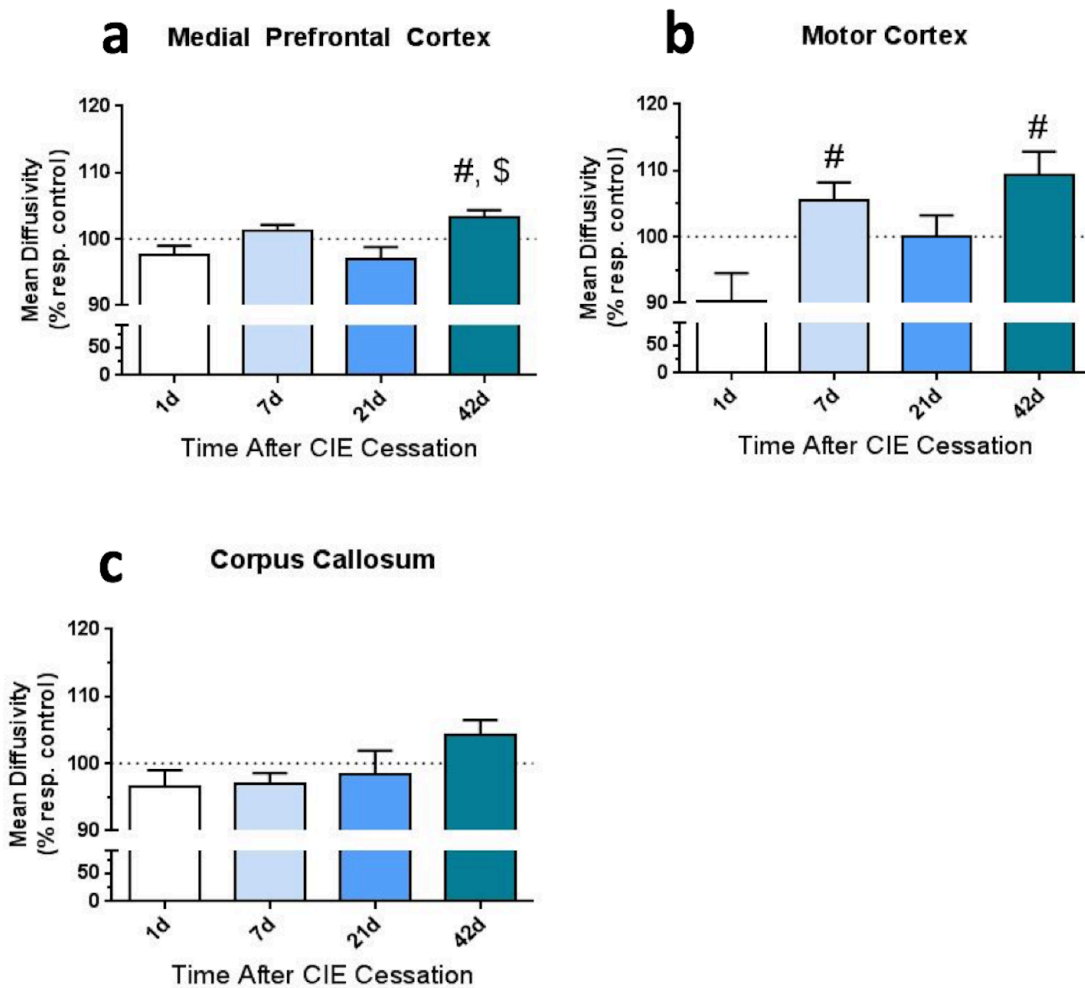 a Medial Prefrontal Cortex
Mean Diffusivity
(% resp. control)
120
110
100
90
50
0
#, $
1d 7d 21d 42d
Time After CIE Cessation
b Motor Cortex
Mean Diffusivity
(% resp. control)
120
110
100
90
50
0
# #
1d 7d 21d 42d
Time After CIE Cessation
c Corpus Callosum
Mean Diffusivity
(% resp. control)
120
110
100
90
50
0
1d 7d 21d 42d
Time After CIE Cessation